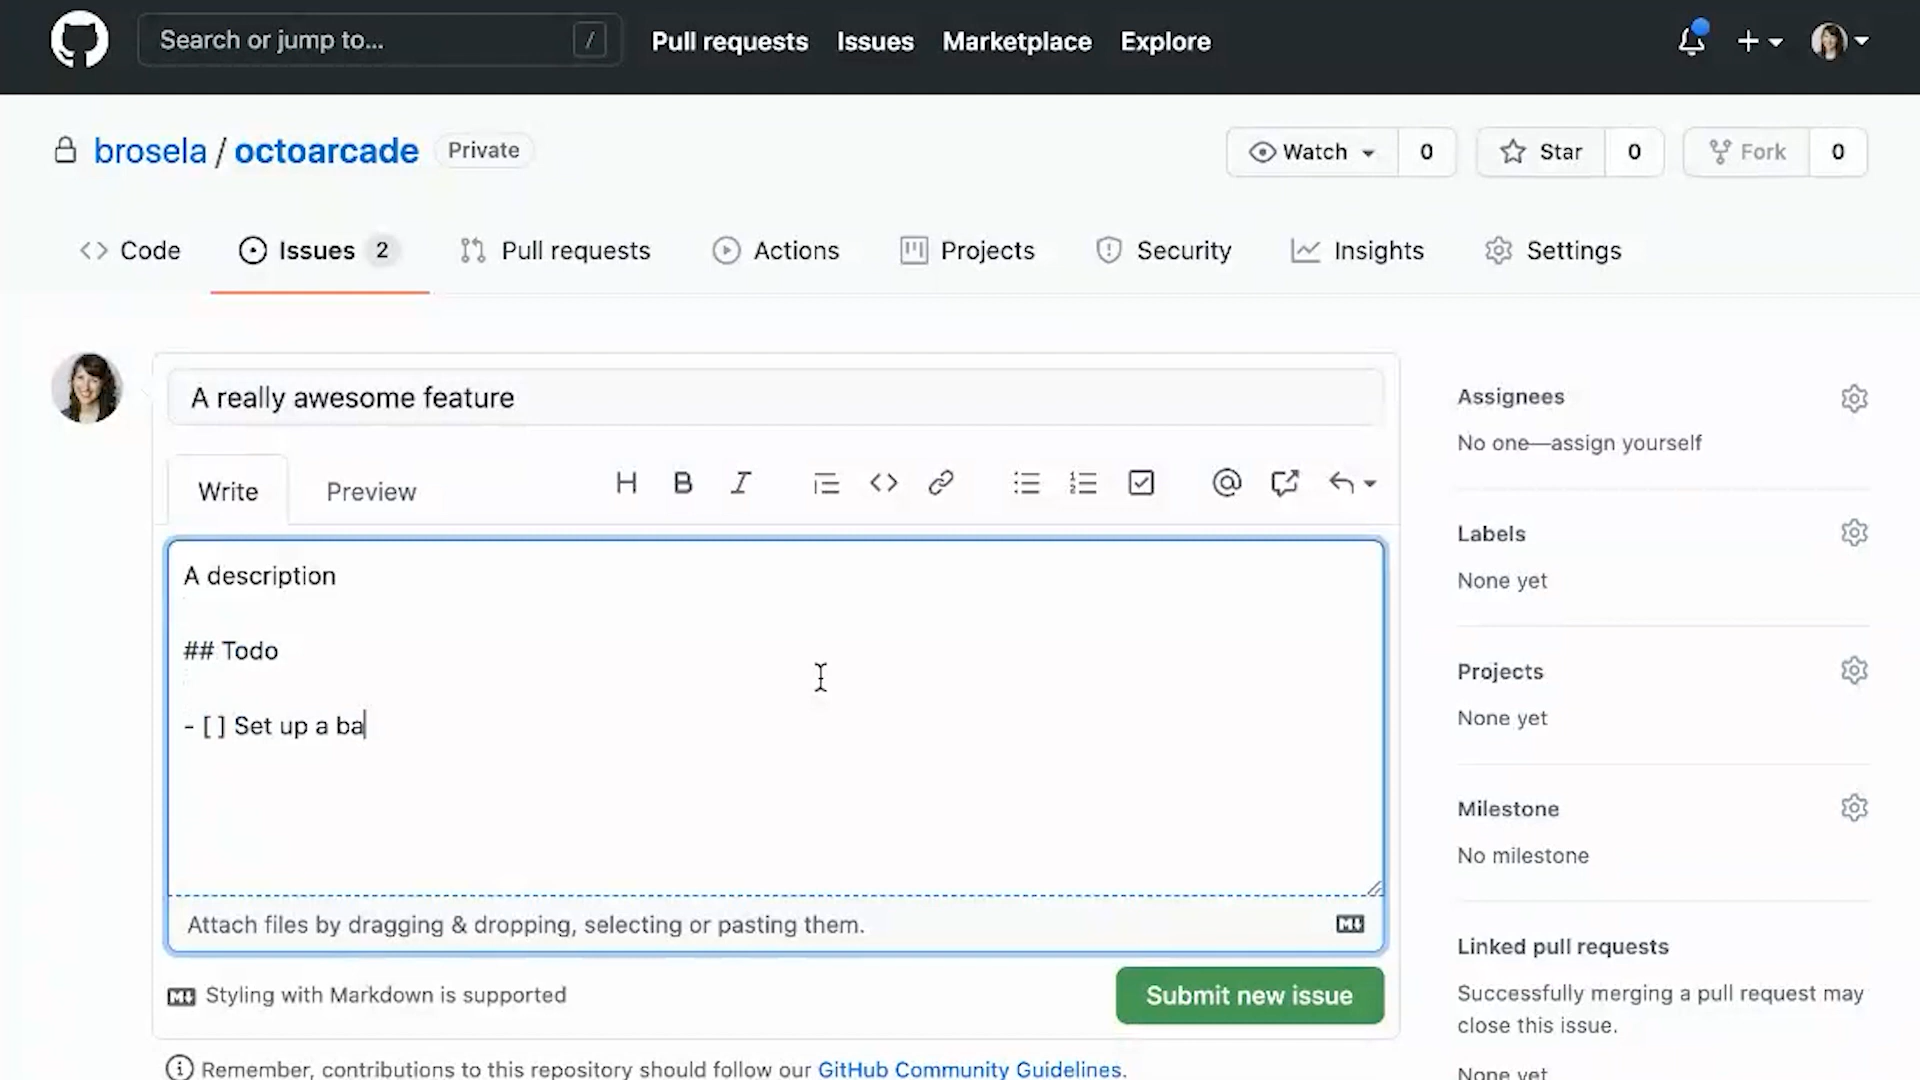 Search or jump to... / Pull requests Issues Marketplace Explore
brosela / octoarcade Private Watch 0 Star 0 Fork 0
Code Issues 2 Pull requests Actions Projects Security Insights Settings
A really awesome feature
Write Preview H B I @
A description
## Todo
- [ ] Set up a ba
Attach files by dragging & dropping, selecting or pasting them.
Styling with Markdown is supported
Submit new issue
Remember, contributions to this repository should follow our GitHub Community Guidelines.
Assignees
No one—assign yourself
Labels
None yet
Projects
None yet
Milestone
No milestone
Linked pull requests
Successfully merging a pull request may
close this issue.
None yet